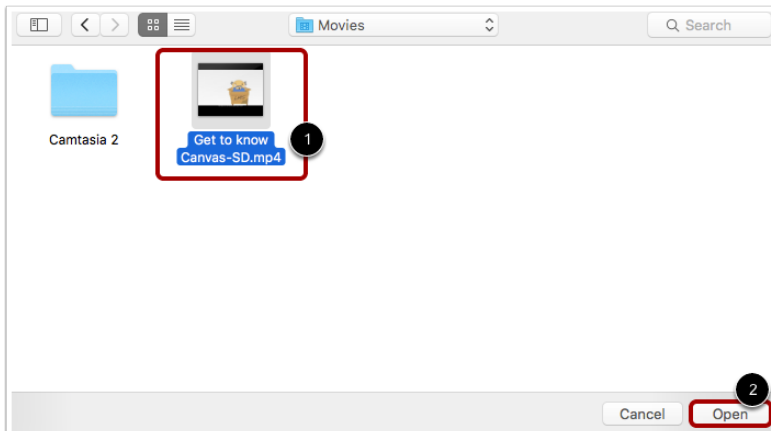 Movies
Search
Camtasia 2
Get to know
Canvas-SD.mp4
1
2
Cancel
Open